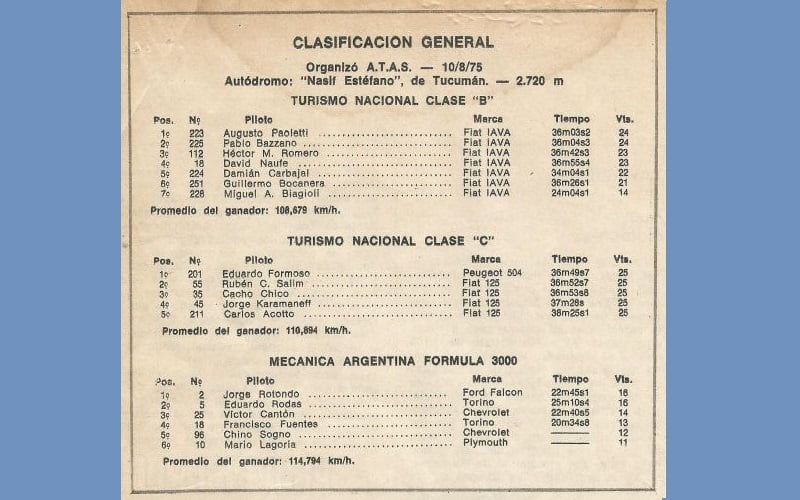 CLASIFICACION GENERAL
Organizó A.T.A.S. — 10/8/75
Autódromo: "Nasif Estéfano", de Tucumán. — 2.720 m
TURISMO NACIONAL CLASE "B"
Pos. Nº Piloto Marca Tiempo Vts.
1º 223 Augusto Paoletti Fiat IAVA 36m03s2 24
2º 225 Pablo Bazzano Fiat IAVA 36m04s3 24
3º 112 Héctor M. Romero Fiat IAVA 36m42s3 23
4º 18 David Naufe Fiat IAVA 36m55s4 23
5º 224 Damián Carbajal Fiat IAVA 34m04s1 22
6º 251 Guillermo Bocanera Fiat IAVA 36m26s1 21
7º 226 Miguel A. Biagioli Fiat IAVA 24m04s1 14
Promedio del ganador: 108,679 km/h.
TURISMO NACIONAL CLASE "C"
Pos. Nº Piloto Marca Tiempo Vts.
1º 201 Eduardo Formoso Peugeot 504 36m49s7 25
2º 55 Rubén C. Salim Fiat 125 36m52s7 25
3º 35 Cacho Chico Fiat 125 36m53s8 25
4º 45 Jorge Karamaneff Fiat 125 37m28s 25
5º 211 Carlos Acotto Fiat 125 38m25s1 25
Promedio del ganador: 110,894 km/h.
MECANICA ARGENTINA FORMULA 3000
Pos. Nº Piloto Marca Tiempo Vts.
1º 2 Jorge Rotondo Ford Falcon 22m45s1 16
2º 5 Eduardo Rodas Torino 25m10s4 16
3º 25 Víctor Cantón Chevrolet 22m40s5 14
4º 18 Francisco Fuentes Torino 20m34s8 13
5º 96 Chino Sogno Chevrolet ——— 12
6º 10 Mario Lagoria Plymouth ——— 11
Promedio del ganador: 114,794 km/h.